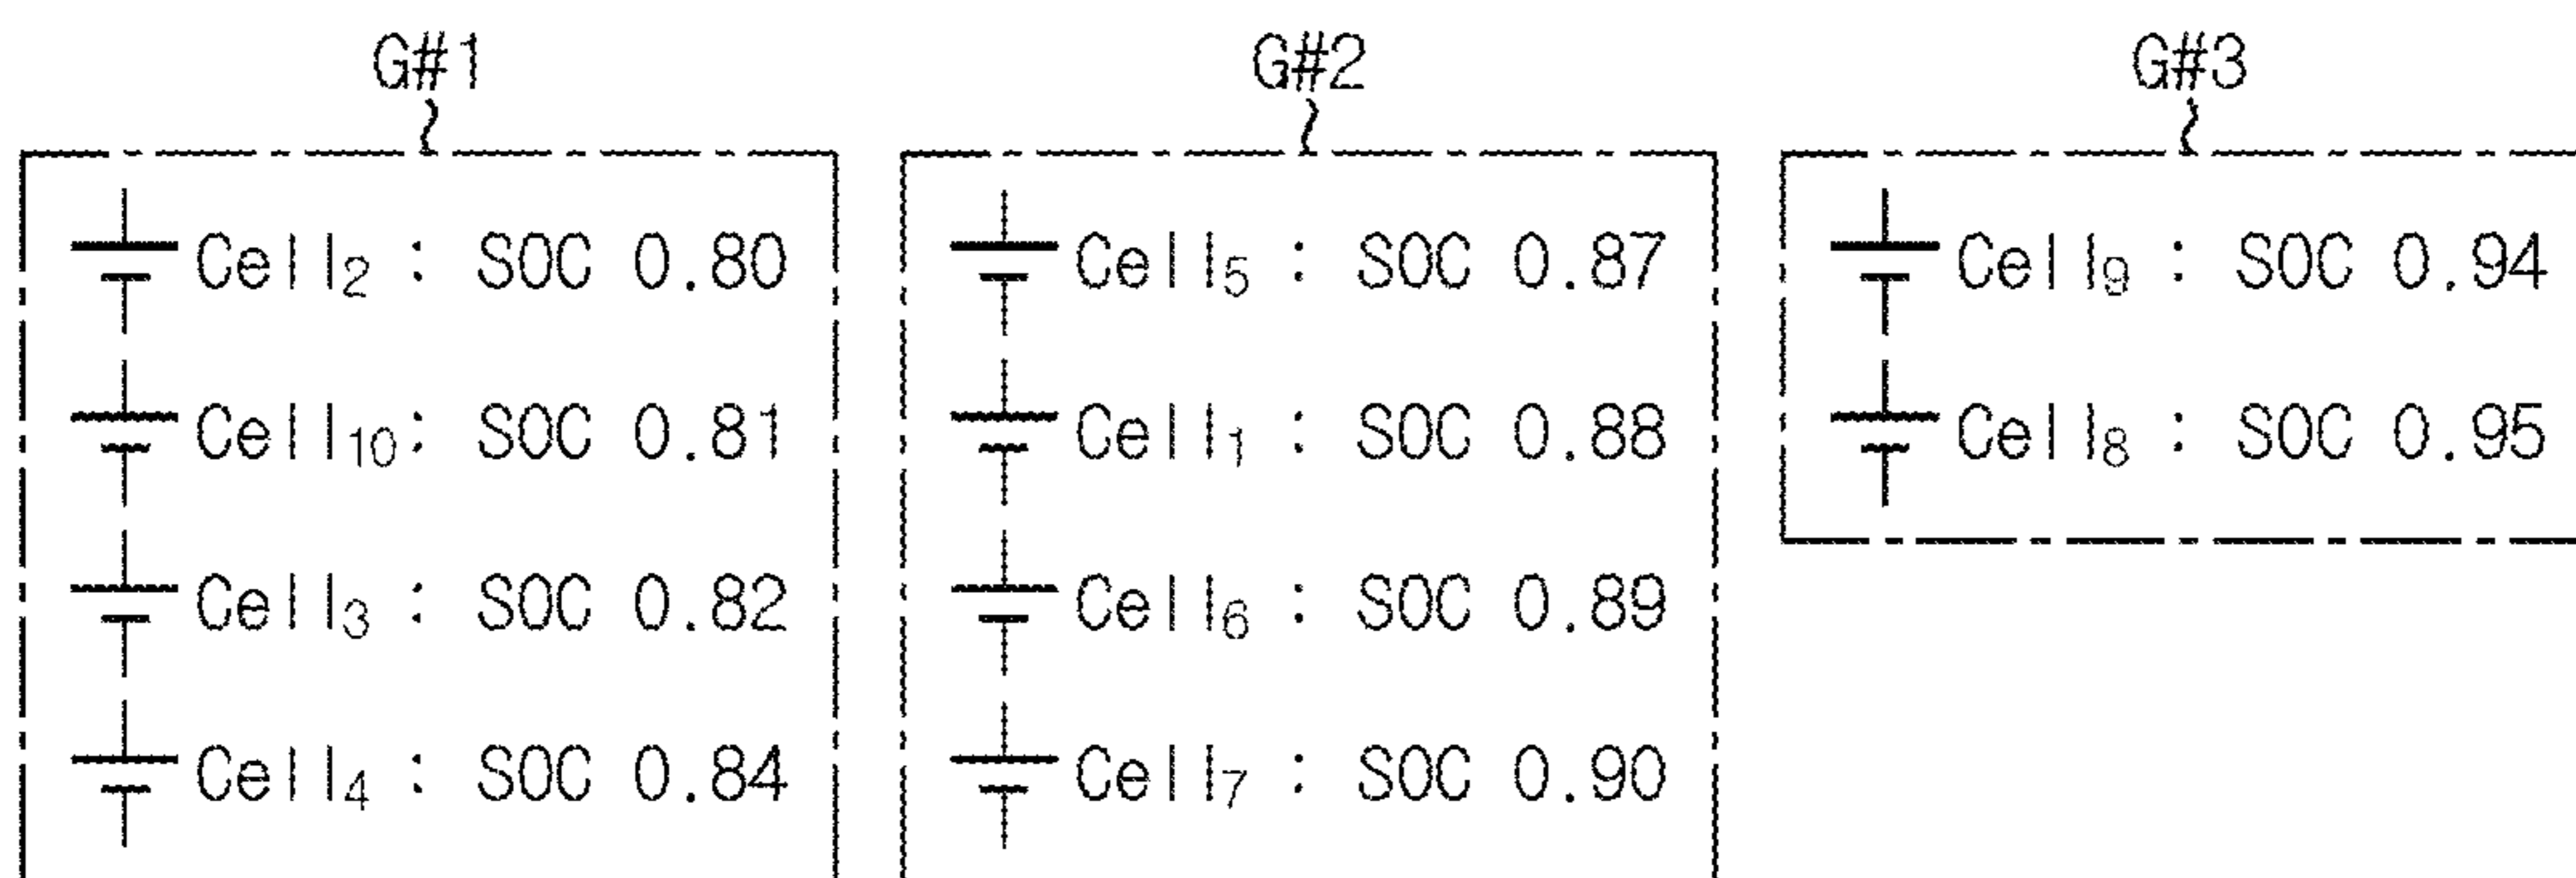 G#1
G#2
G#3
Cell₂ : SOC 0.80
Cell₁₀: SOC 0.81
Cell₃ : SOC 0.82
Cell₄ : SOC 0.84
Cell₅ : SOC 0.87
Cell₁ : SOC 0.88
Cell₆ : SOC 0.89
Cell₇ : SOC 0.90
Cell₉ : SOC 0.94
Cell₈ : SOC 0.95